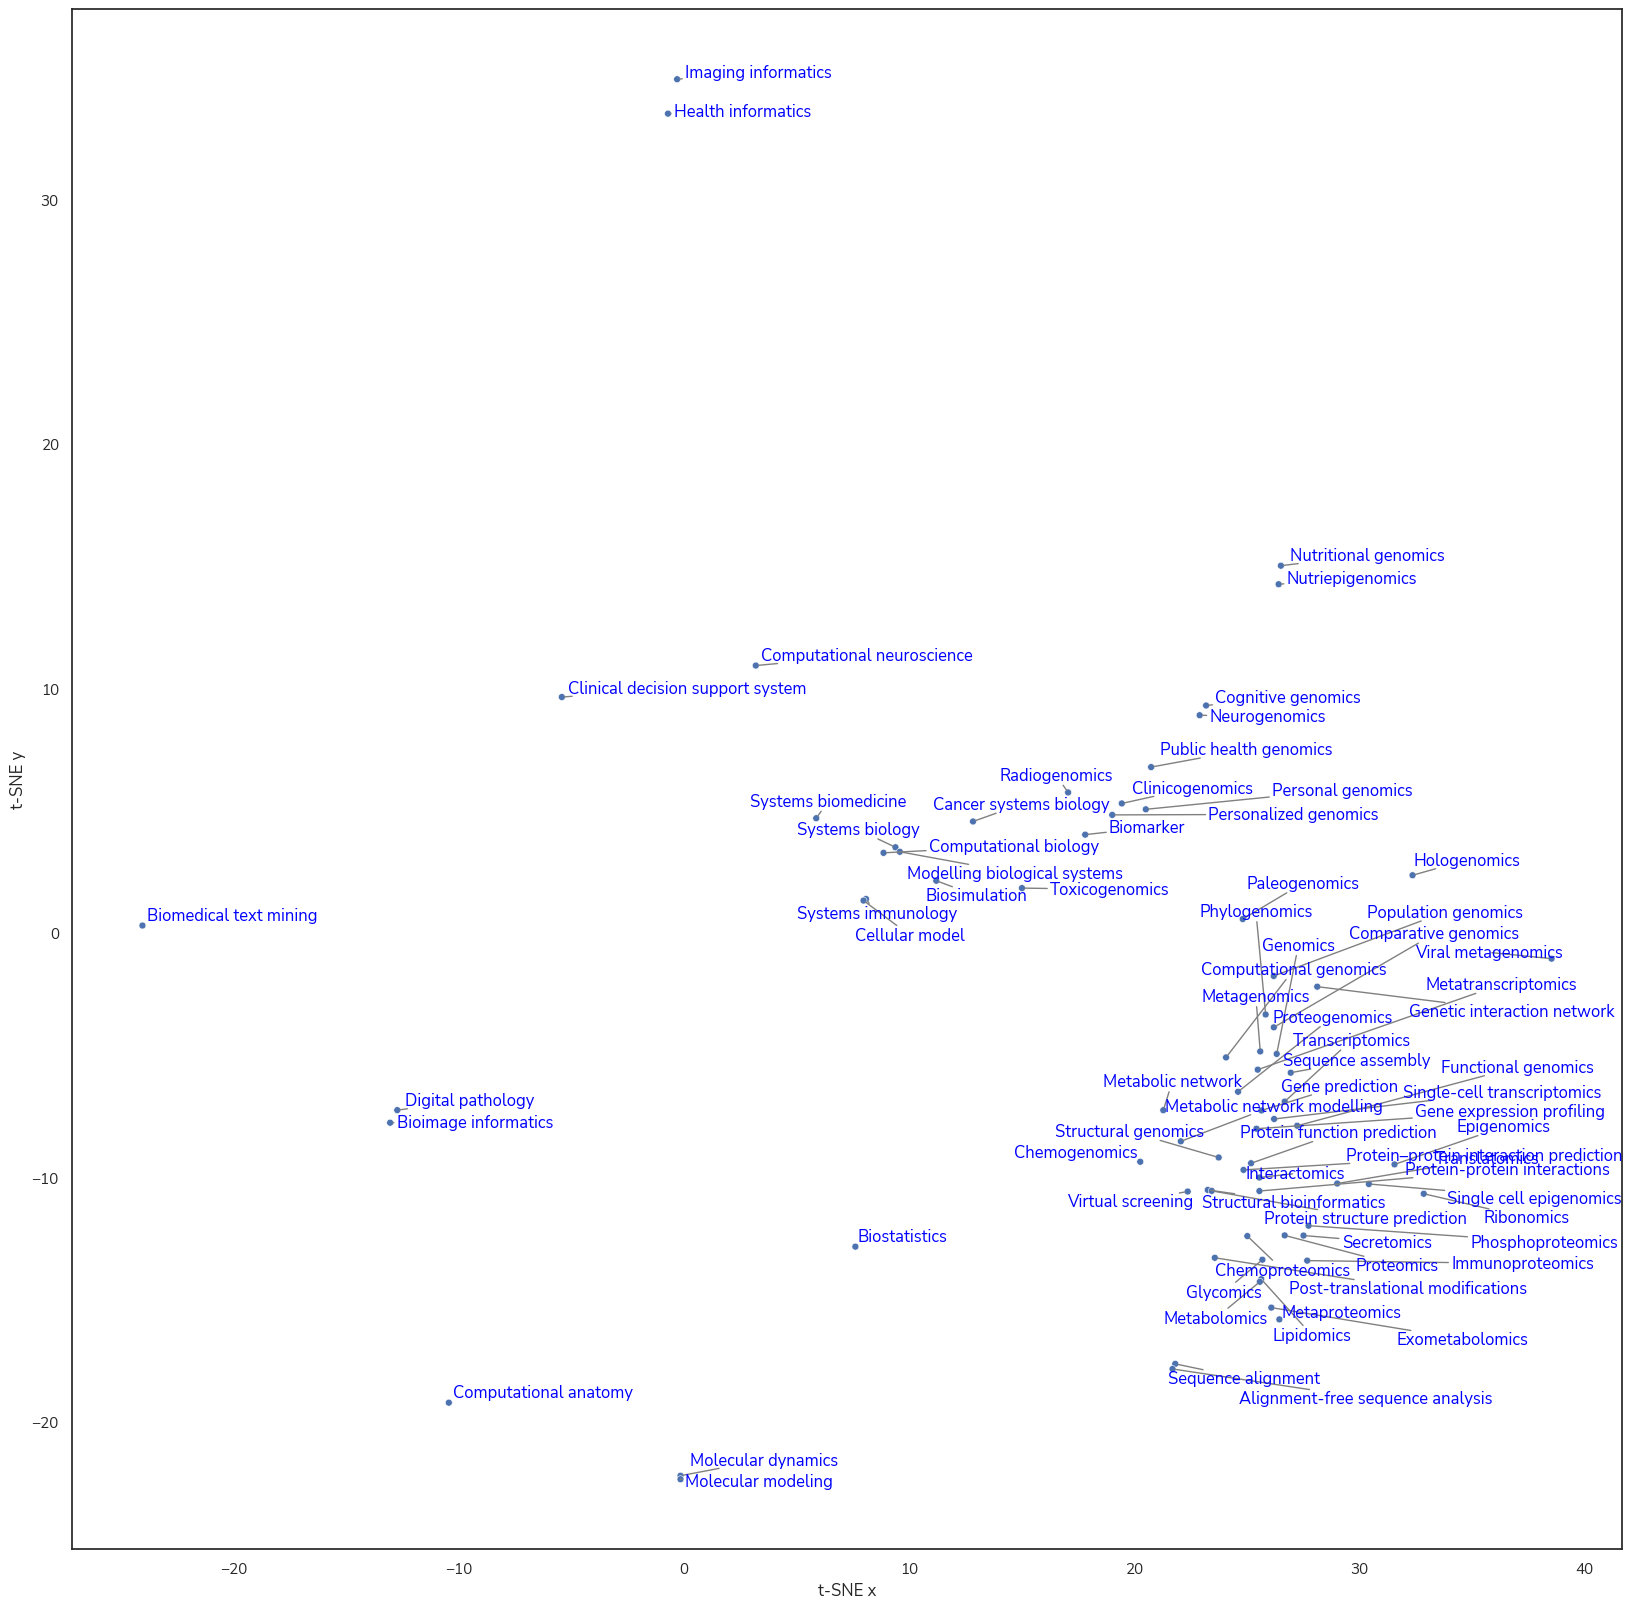 Imaging informatics
Health informatics
30
20
Nutritional genomics
Nutriepigenomics
Computational neuroscience
Clinical decision support system
10
Cognitive genomics
Neurogenomics
Public health genomics
Radiogenomics
Clinicogenomics
Personal genomics
Systems biomedicine
Cancer systems biology
Personalized genomics
Systems biology
Biomarker
Computational biology
Hologenomics
Modelling biological systems
Paleogenomics
Biosimulation
Toxicogenomics
Biomedical text mining
Systems immunology
Phylogenomics
Population genomics
Cellular model
0
Comparative genomics
Genomics
Viral metagenomics
Computational genomics
Metatranscriptomics
Metagenomics
Genetic interaction network
Proteogenomics
Transcriptomics
Sequence assembly
Functional genomics
Metabolic network
Gene prediction
Single-cell transcriptomics
Digital pathology
Metabolic network modelling
Gene expression profiling
Bioimage informatics
Structural genomics
Protein function prediction
Epigenomics
Chemogenomics
Protein–protein interaction prediction
Translatomics
−10
Interactomics
Protein-protein interactions
Virtual screening
Structural bioinformatics
Single cell epigenomics
Protein structure prediction
Ribonomics
Biostatistics
Secretomics
Phosphoproteomics
Chemoproteomics
Proteomics
Immunoproteomics
Glycomics
Post-translational modifications
Metabolomics
Metaproteomics
Lipidomics
Exometabolomics
Sequence alignment
Computational anatomy
Alignment-free sequence analysis
−20
Molecular dynamics
Molecular modeling
−20
−10
0
10
20
30
40
t-SNE x
t-SNE y